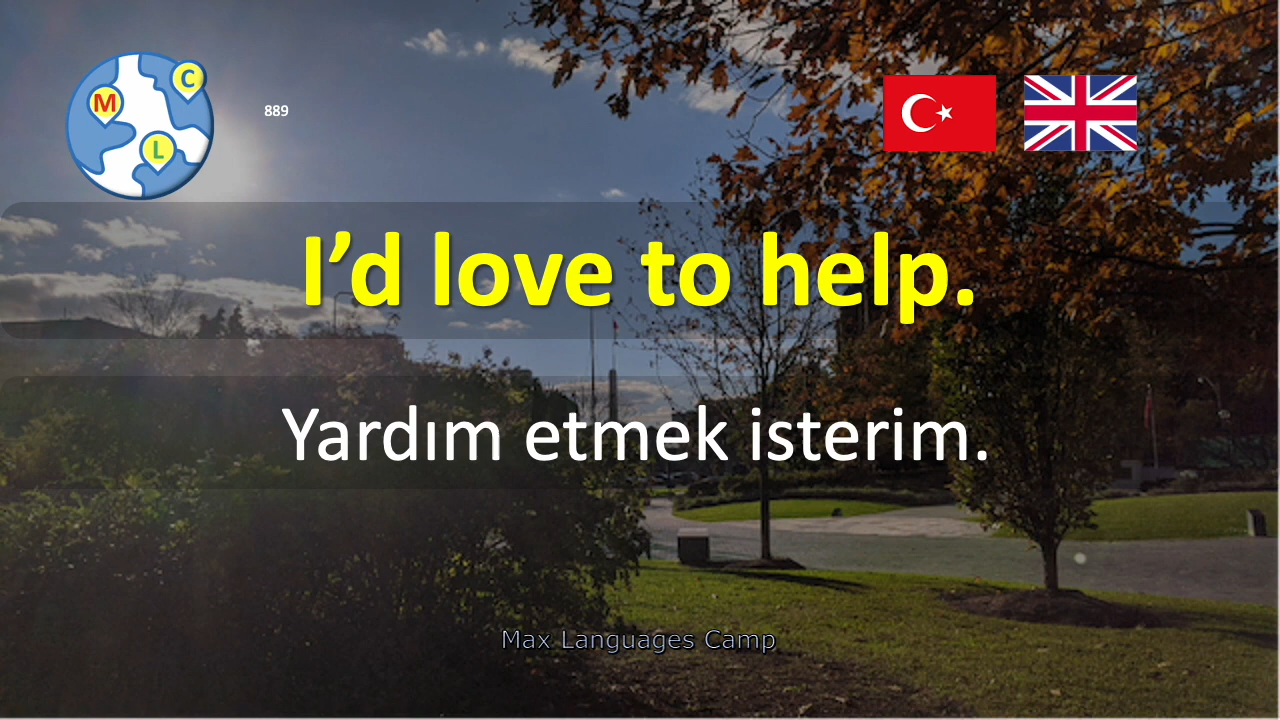 C
M
L
889
I’d love to help.
Yardım etmek isterim.
Max Languages Camp